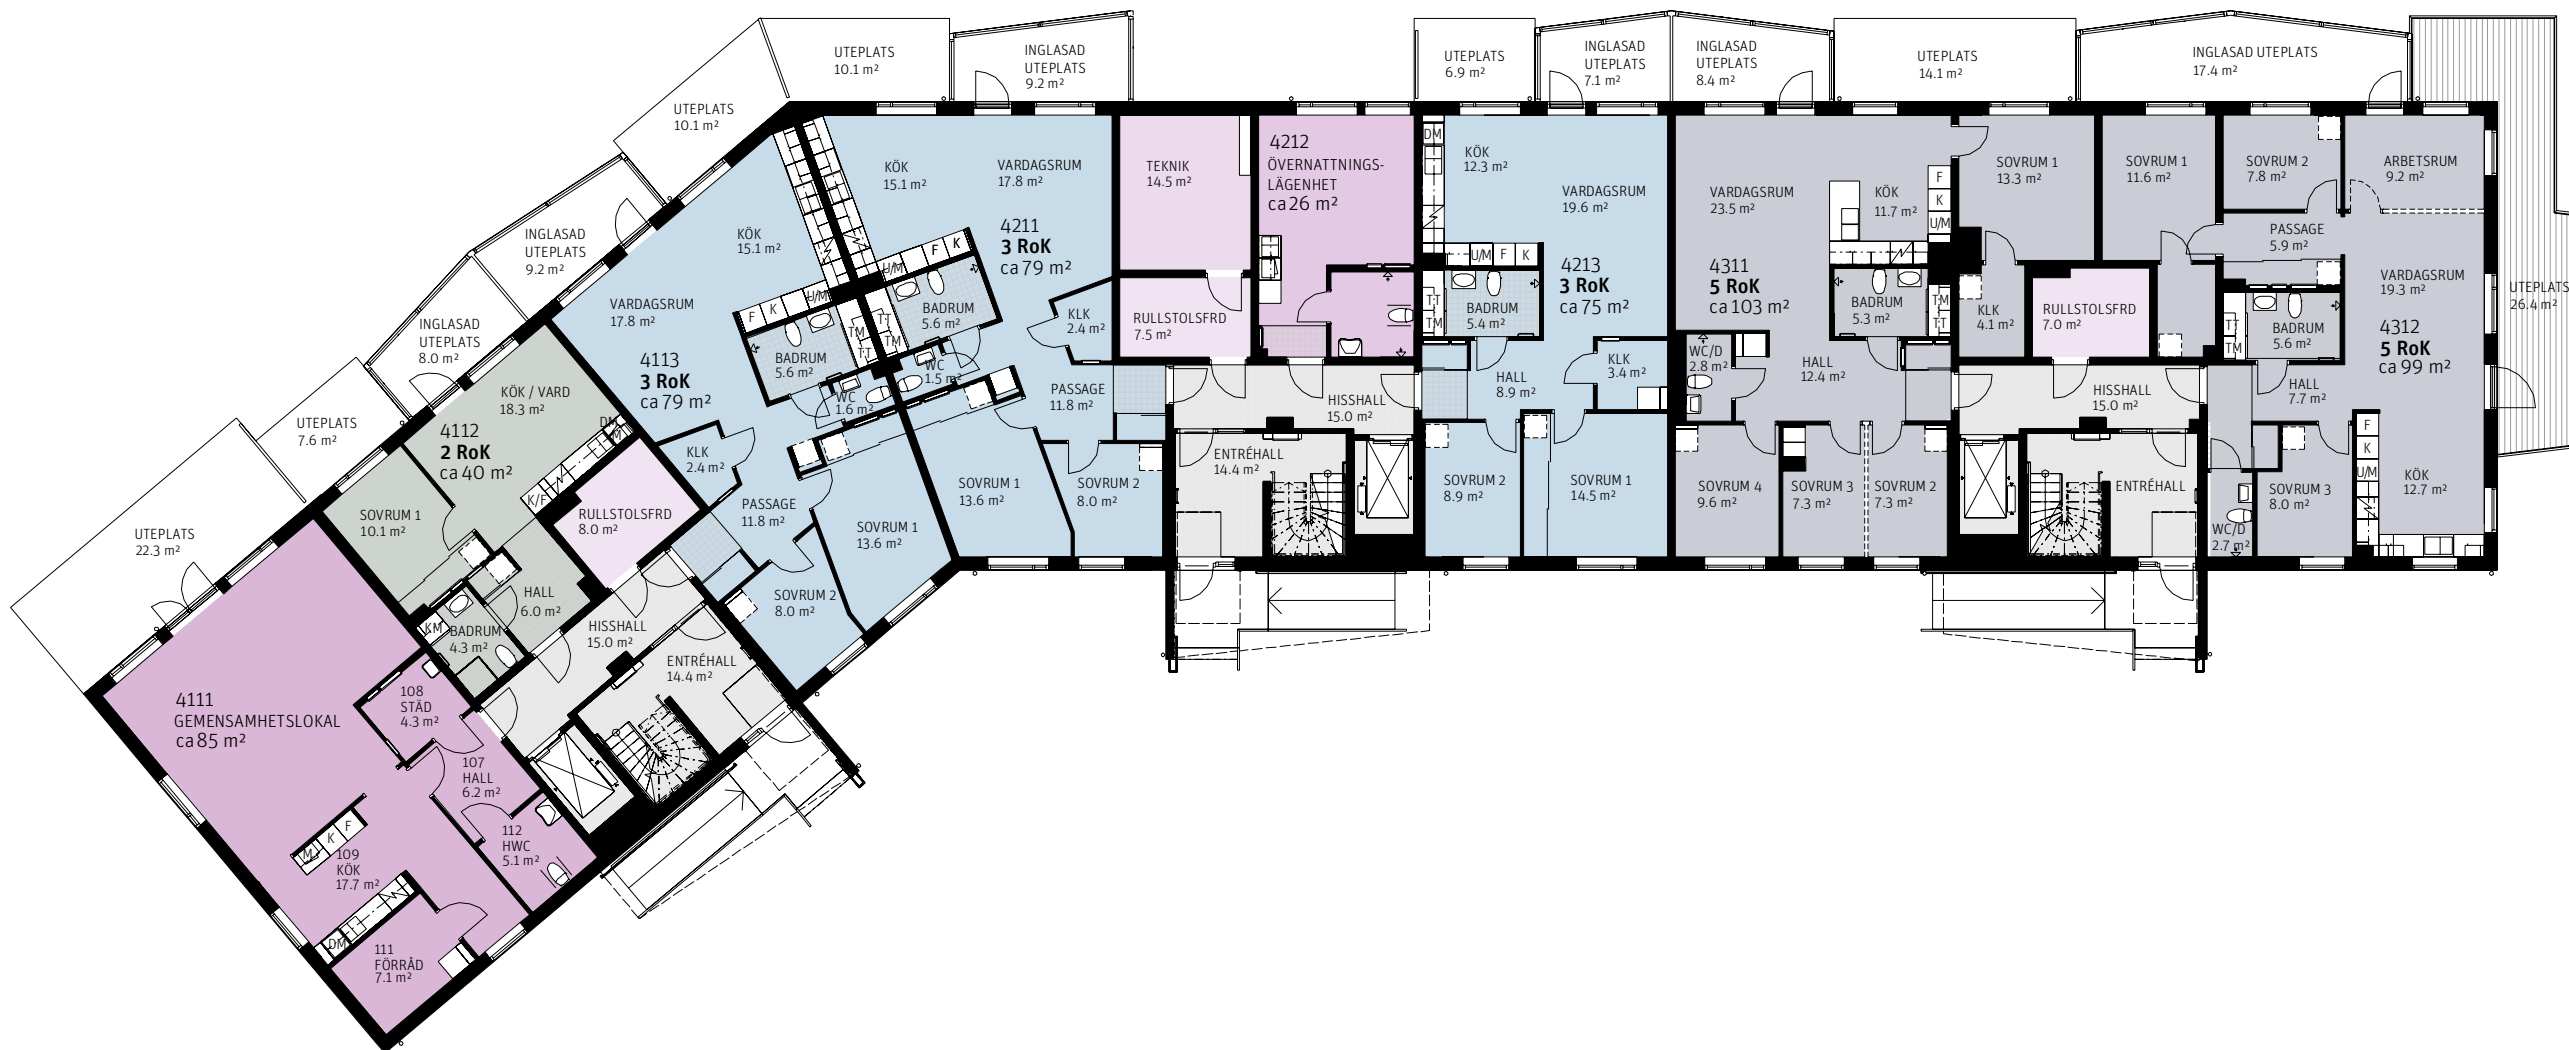 UTEPLATS
10.1 m²
INGLASAD
UTEPLATS
9.2 m²
UTEPLATS
10.1 m²
INGLASAD
UTEPLATS
9.2 m²
INGLASAD
UTEPLATS
8.0 m²
UTEPLATS
7.6 m²
UTEPLATS
22.3 m²
4111
GEMENSAMHETSLOKAL
ca 85 m²
108
STÄD
4.3 m²
107
HALL
6.2 m²
112
HWC
5.1 m²
F
K
M
109
KÖK
17.7 m²
DM
111
FÖRRÅD
7.1 m²
KÖK / VARD
18.3 m²
4112
2 RoK
ca 40 m²
DM
M
K/F
SOVRUM 1
10.1 m²
HALL
6.0 m²
KM
BADRUM
4.3 m²
RULLSTOLSFRD
8.0 m²
HISSHALL
15.0 m²
ENTRÉHALL
14.4 m²
KÖK
15.1 m²
VARDAGSRUM
17.8 m²
4113
3 RoK
ca 79 m²
F
K
U/M
BADRUM
5.6 m²
TM
TT
WC
1.6 m²
KLK
2.4 m²
PASSAGE
11.8 m²
SOVRUM 1
13.6 m²
SOVRUM 2
8.0 m²
KÖK
15.1 m²
VARDAGSRUM
17.8 m²
4211
3 RoK
ca 79 m²
U/M
F
K
BADRUM
5.6 m²
TT
TM
WC
1.5 m²
KLK
2.4 m²
PASSAGE
11.8 m²
SOVRUM 1
13.6 m²
SOVRUM 2
8.0 m²
TEKNIK
14.5 m²
RULLSTOLSFRD
7.5 m²
4212
ÖVERNATTNINGS-
LÄGENHET
ca 26 m²
HISSHALL
15.0 m²
ENTRÉHALL
14.4 m²
UTEPLATS
6.9 m²
INGLASAD
UTEPLATS
7.1 m²
INGLASAD
UTEPLATS
8.4 m²
UTEPLATS
14.1 m²
INGLASAD UTEPLATS
17.4 m²
DM
KÖK
12.3 m²
VARDAGSRUM
19.6 m²
U/M
F
K
4213
3 RoK
ca 75 m²
TT
TM
BADRUM
5.4 m²
HALL
8.9 m²
KLK
3.4 m²
SOVRUM 2
8.9 m²
SOVRUM 1
14.5 m²
VARDAGSRUM
23.5 m²
KÖK
11.7 m²
F
K
U/M
4311
5 RoK
ca 103 m²
BADRUM
5.3 m²
TM
TT
WC/D
2.8 m²
HALL
12.4 m²
SOVRUM 4
9.6 m²
SOVRUM 3
7.3 m²
SOVRUM 2
7.3 m²
SOVRUM 1
13.3 m²
KLK
4.1 m²
RULLSTOLSFRD
7.0 m²
HISSHALL
15.0 m²
ENTRÉHALL
SOVRUM 1
11.6 m²
SOVRUM 2
7.8 m²
ARBETSRUM
9.2 m²
PASSAGE
5.9 m²
VARDAGSRUM
19.3 m²
UTEPLATS
26.4 m²
TT
TM
BADRUM
5.6 m²
4312
5 RoK
ca 99 m²
HALL
7.7 m²
F
K
U/M
KÖK
12.7 m²
SOVRUM 3
8.0 m²
WC/D
2.7 m²